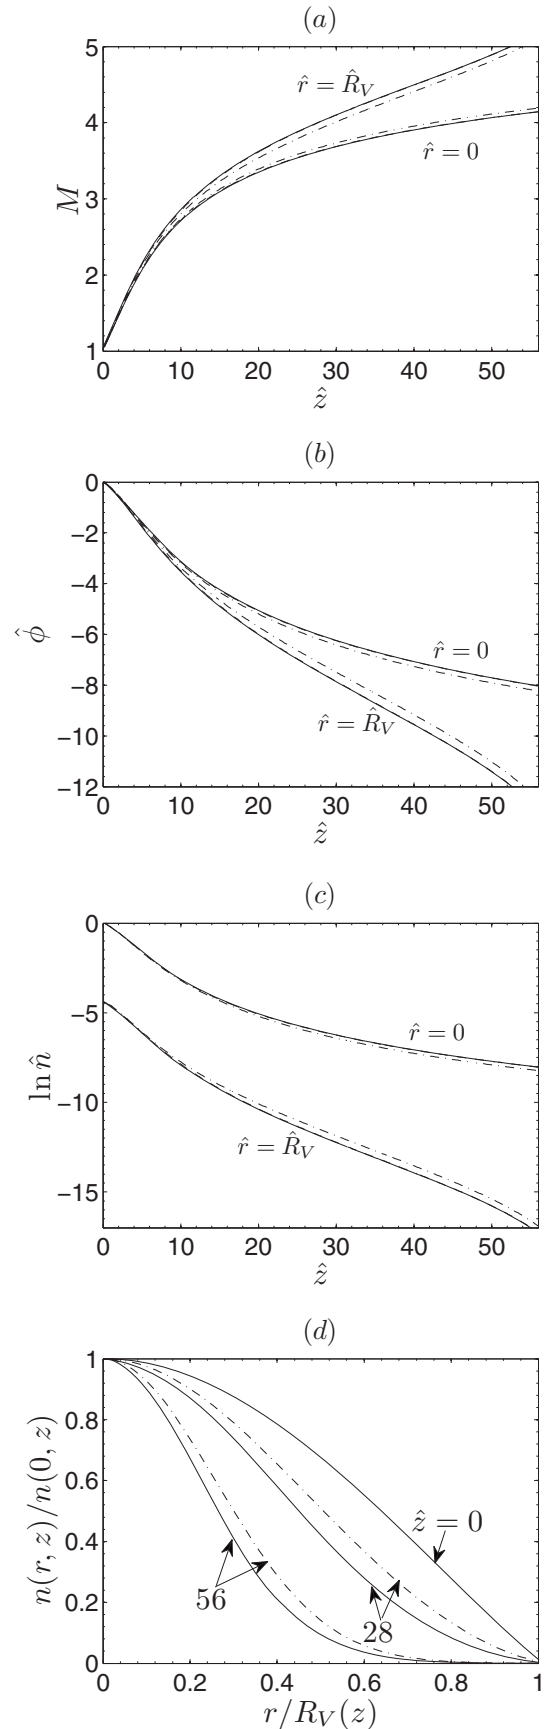 (a)
5
4
3
2
1
M
r̂ = R̂_V
r̂ = 0
0 10 20 30 40 50
ẑ
(b)
0
−2
−4
−6
−8
−10
−12
ϕ̂
r̂ = 0
r̂ = R̂_V
0 10 20 30 40 50
ẑ
(c)
0
−5
−10
−15
ln n̂
r̂ = 0
r̂ = R̂_V
0 10 20 30 40 50
ẑ
(d)
1
0.8
0.6
0.4
0.2
0
n(r, z)/n(0, z)
ẑ = 0
56
28
0 0.2 0.4 0.6 0.8 1
r/R_V(z)